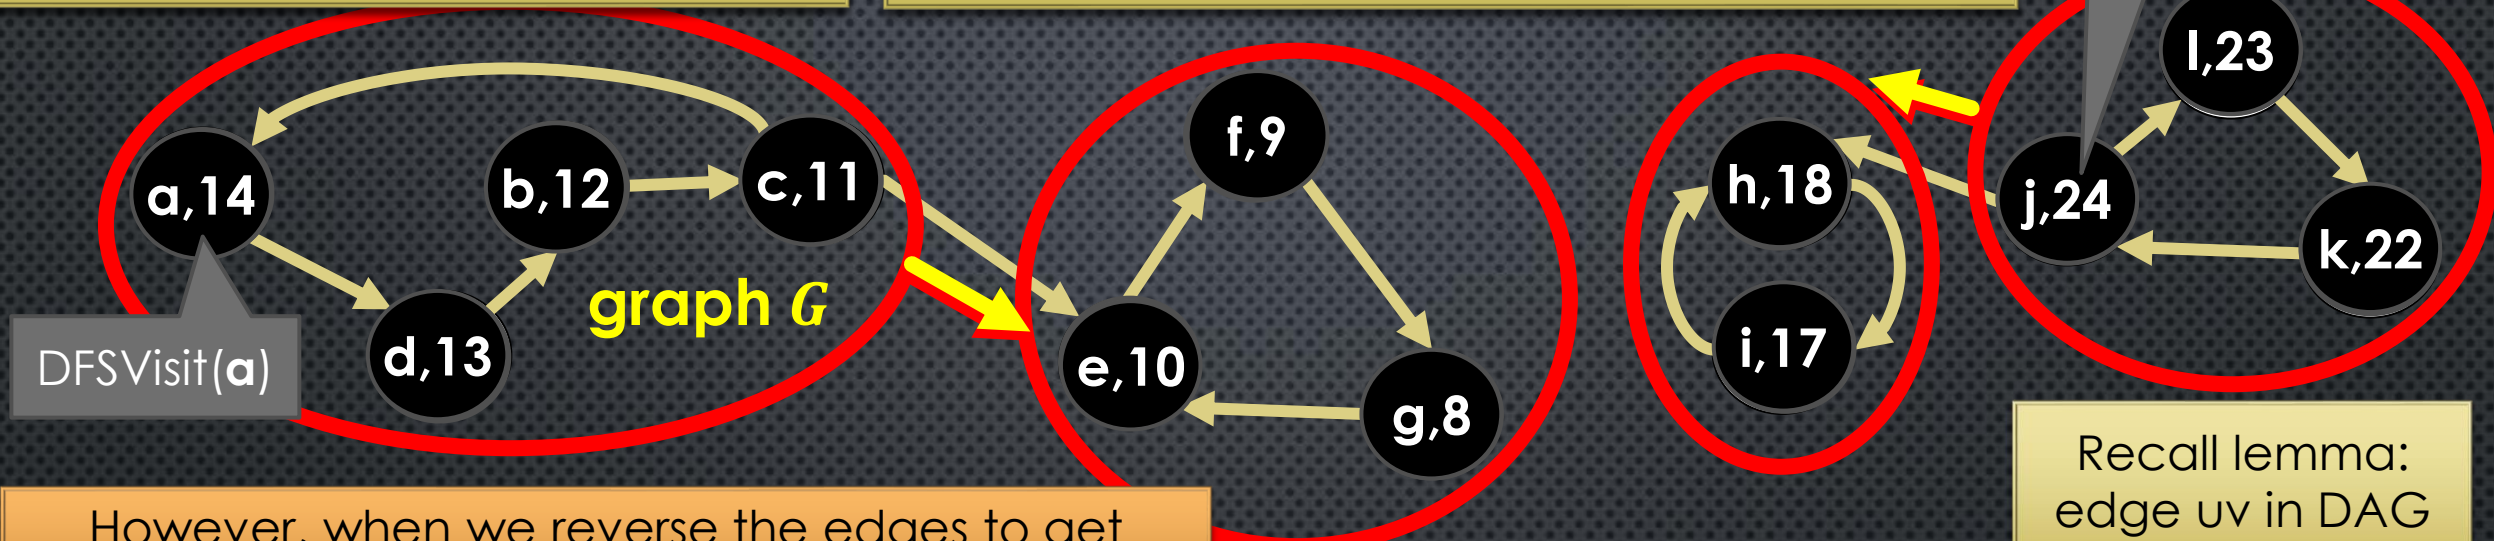 l,23
f,9
a,14
b,12
c,11
h,18
j,24
k,22
graph G
DFSVisit(a)
d,13
e,10
i,17
g,8
Recall lemma:
edge uv in DAG
However, when we reverse the edges to get